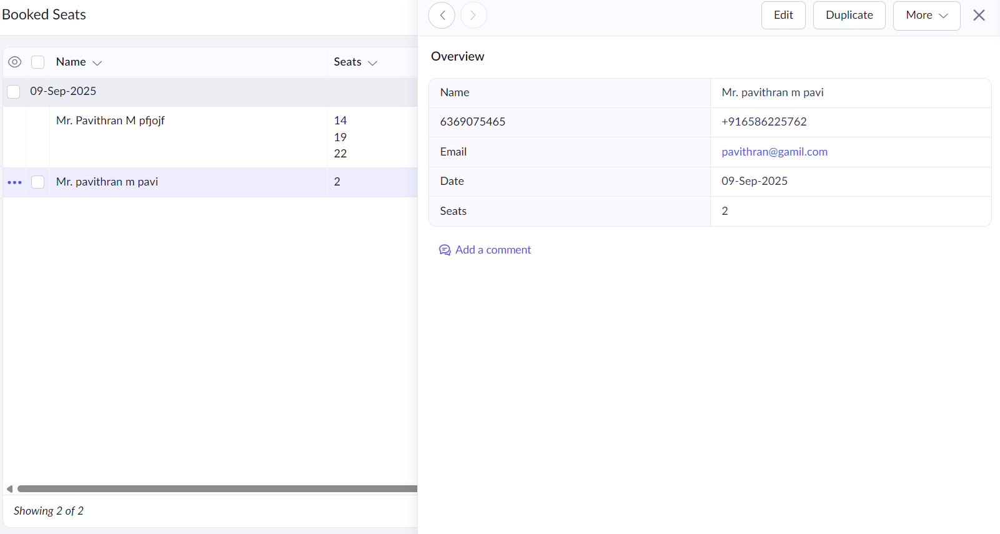 Booked Seats
Name
Seats
09-Sep-2025
Mr. Pavithran M pfjojf
14
19
22
Mr. pavithran m pavi
2
Showing 2 of 2
Edit
Duplicate
More
Overview
Name
Mr. pavithran m pavi
6369075465
+916586225762
Email
pavithran@gamil.com
Date
09-Sep-2025
Seats
2
Add a comment